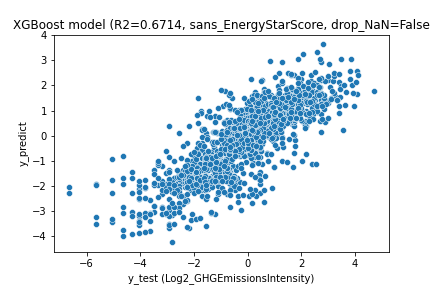 XGBoost model (R2=0.6714, sans_EnergyStarScore, drop_NaN=False
4
3
2
1
0
−1
−2
−3
−4
y_predict
−6 −4 −2 0 2 4
y_test (Log2_GHGEmissionsIntensity)